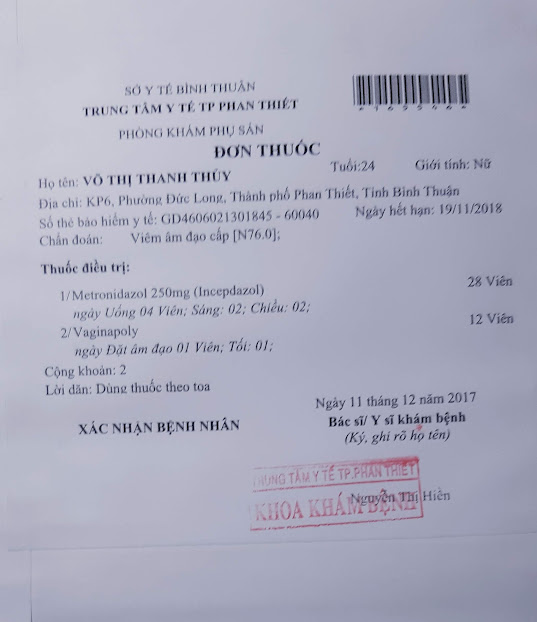 SỞ Y TẾ BÌNH THUẬN
TRUNG TÂM Y TẾ TP PHAN THIẾT
PHÒNG KHÁM PHỤ SẢN
ĐƠN THUỐC
Họ tên: VÕ THỊ THANH THỦY Tuổi:24 Giới tính: Nữ
Địa chỉ: KP6, Phường Đức Long, Thành phố Phan Thiết, Tỉnh Bình Thuận
Số thẻ bảo hiểm y tế: GD4606021301845 - 60040 Ngày hết hạn: 19/11/2018
Chẩn đoán: Viêm âm đạo cấp [N76.0];
Thuốc điều trị:
1/ Metronidazol 250mg (Incepdazol) 28 Viên
ngày Uống 04 Viên; Sáng: 02; Chiều: 02;
2/ Vaginapoly 12 Viên
ngày Đặt âm đạo 01 Viên; Tối: 01;
Cộng khoản: 2
Lời dặn: Dùng thuốc theo toa
Ngày 11 tháng 12 năm 2017
XÁC NHẬN BỆNH NHÂN Bác sĩ/ Y sĩ khám bệnh
(Ký, ghi rõ họ tên)
TRUNG TÂM Y TẾ TP.PHAN THIẾT
Nguyễn Thị Hiền
KHOA KHÁM BỆNH